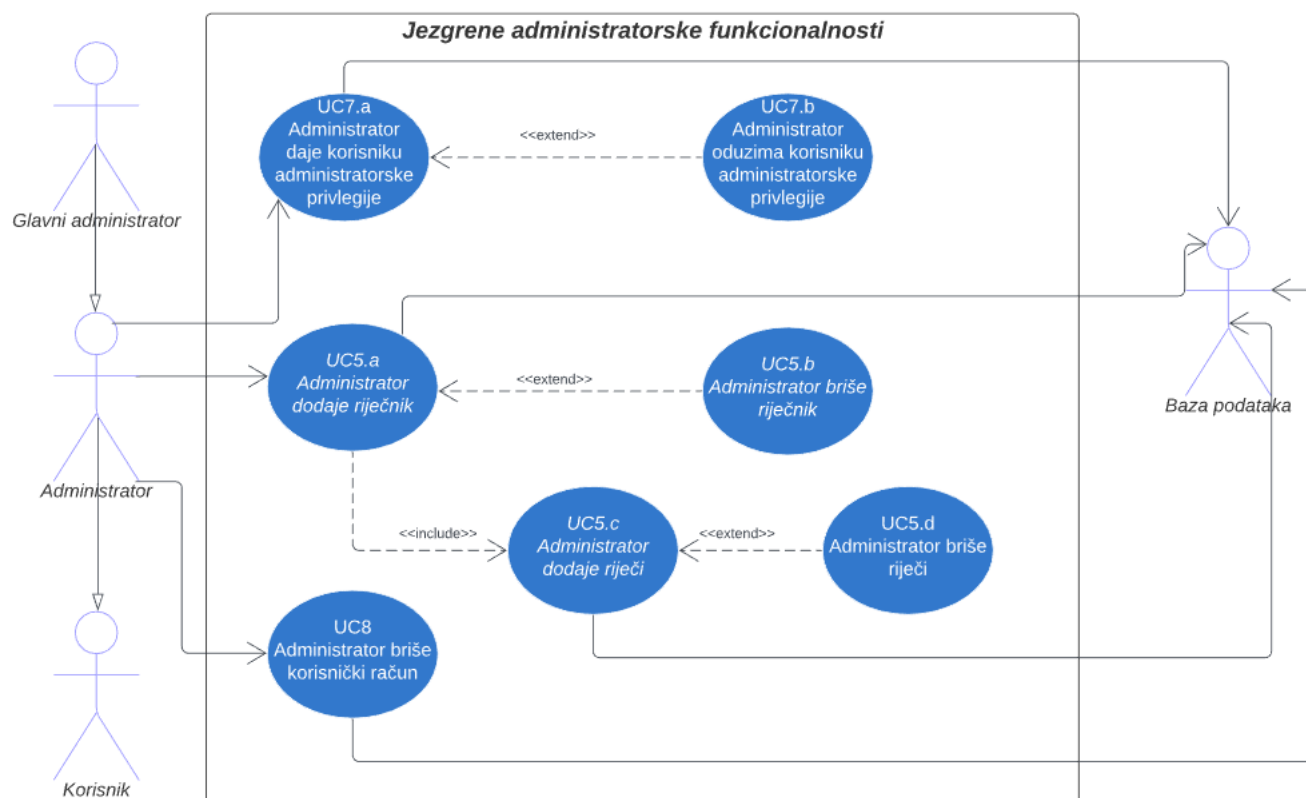 Jezgrene administratorske funkcionalnosti
Glavni administrator
UC7.a
Administrator
daje korisniku
administratorske
privlegije
<<extend>>
UC7.b
Administrator
oduzima korisniku
administratorske
privlegije
Administrator
UC5.a
Administrator
dodaje riječnik
<<extend>>
UC5.b
Administrator briše
riječnik
Baza podataka
<<include>>
UC5.c
Administrator
dodaje riječi
<<extend>>
UC5.d
Administrator briše
riječi
UC8
Administrator briše
korisnički račun
Korisnik